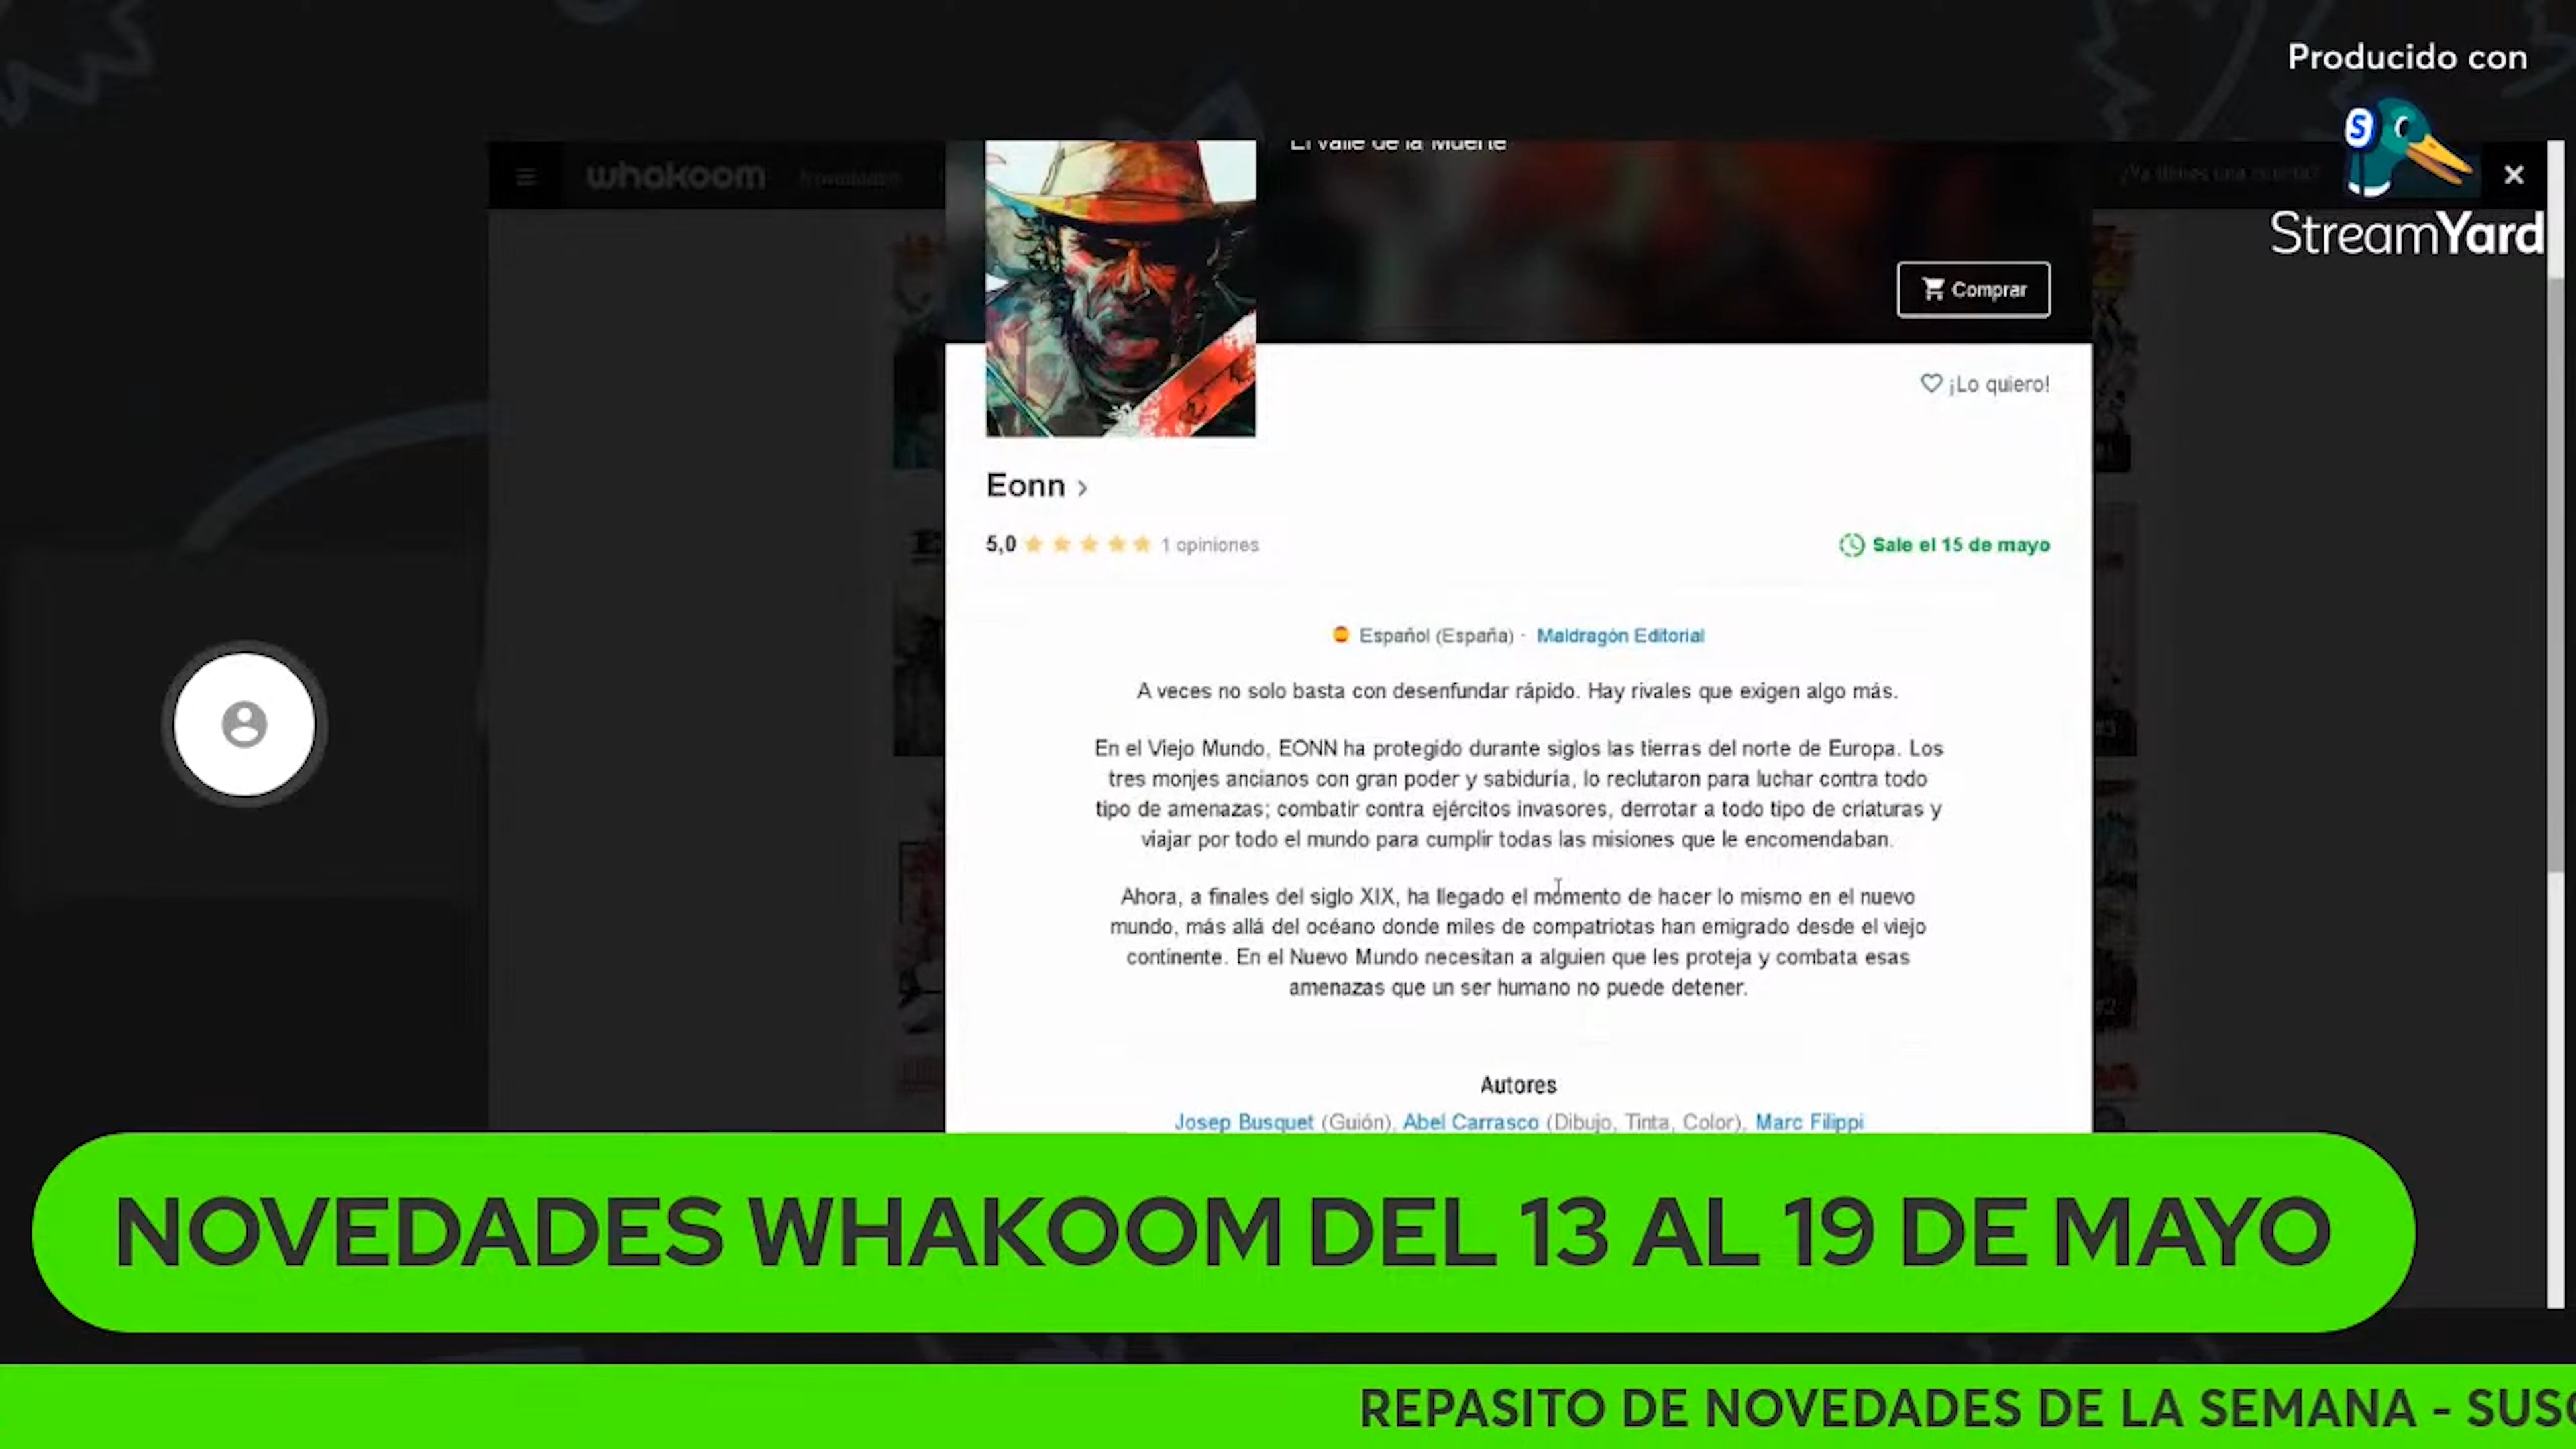 Producido con
StreamYard
whakoom
El Valle de la Muerte
Comprar
¡Lo quiero!
Eonn
5,0
1 opiniones
Sale el 15 de mayo
Español (España) · Maldragón Editorial
A veces no solo basta con desenfundar rápido. Hay rivales que exigen algo más.
En el Viejo Mundo, EONN ha protegido durante siglos las tierras del norte de Europa. Los
tres monjes ancianos con gran poder y sabiduría, lo reclutaron para luchar contra todo
tipo de amenazas; combatir contra ejércitos invasores, derrotar a todo tipo de criaturas y
viajar por todo el mundo para cumplir todas las misiones que le encomendaban.
Ahora, a finales del siglo XIX, ha llegado el momento de hacer lo mismo en el nuevo
mundo, más allá del océano donde miles de compatriotas han emigrado desde el viejo
continente. En el Nuevo Mundo necesitan a alguien que les proteja y combata esas
amenazas que un ser humano no puede detener.
Autores
Josep Busquet (Guión), Abel Carrasco (Dibujo, Tinta, Color), Marc Filippi
NOVEDADES WHAKOOM DEL 13 AL 19 DE MAYO
REPASITO DE NOVEDADES DE LA SEMANA - SUSC